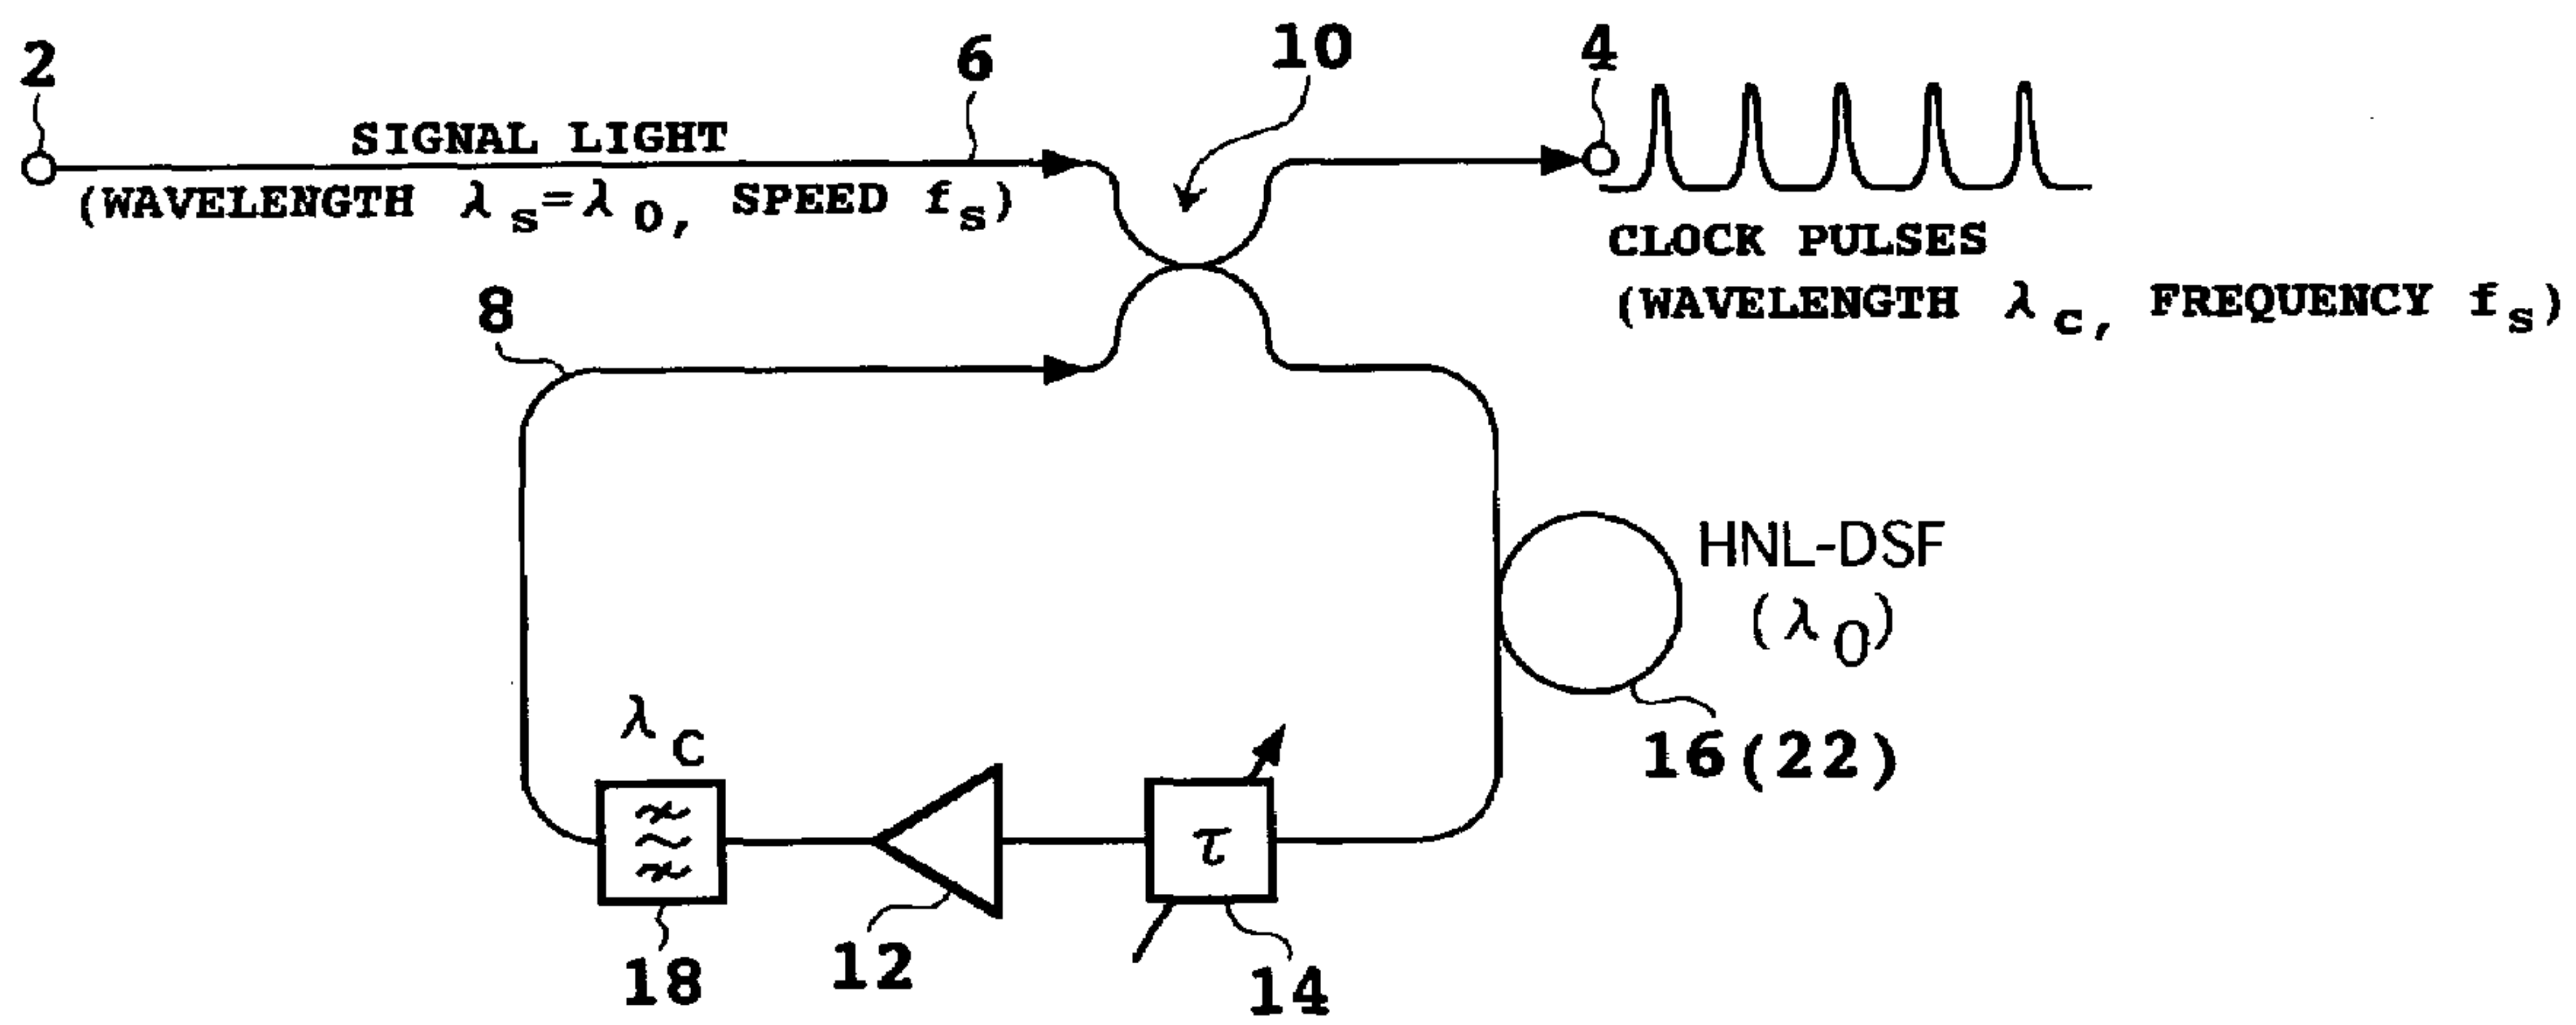 2
6
10
4
SIGNAL LIGHT
(WAVELENGTH λs=λ0, SPEED fs)
CLOCK PULSES
(WAVELENGTH λc, FREQUENCY fs)
8
HNL-DSF
(λ0)
16(22)
λC
τ
18
12
14